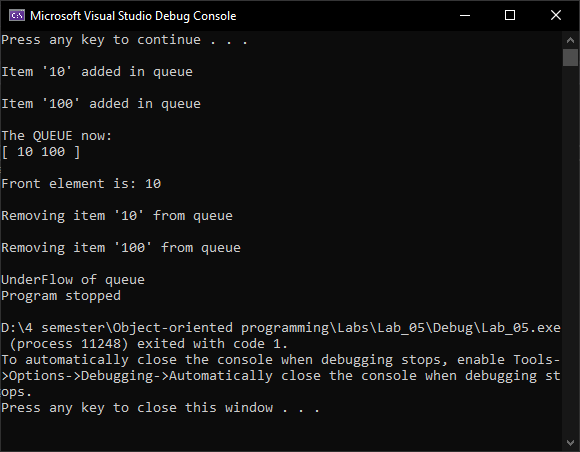 Microsoft Visual Studio Debug Console
Press any key to continue . . .
Item '10' added in queue
Item '100' added in queue
The QUEUE now:
[ 10 100 ]
Front element is: 10
Removing item '10' from queue
Removing item '100' from queue
UnderFlow of queue
Program stopped
D:\4 semester\Object-oriented programming\Labs\Lab_05\Debug\Lab_05.exe
(process 11248) exited with code 1.
To automatically close the console when debugging stops, enable Tools-
>Options->Debugging->Automatically close the console when debugging st
ops.
Press any key to close this window . . .